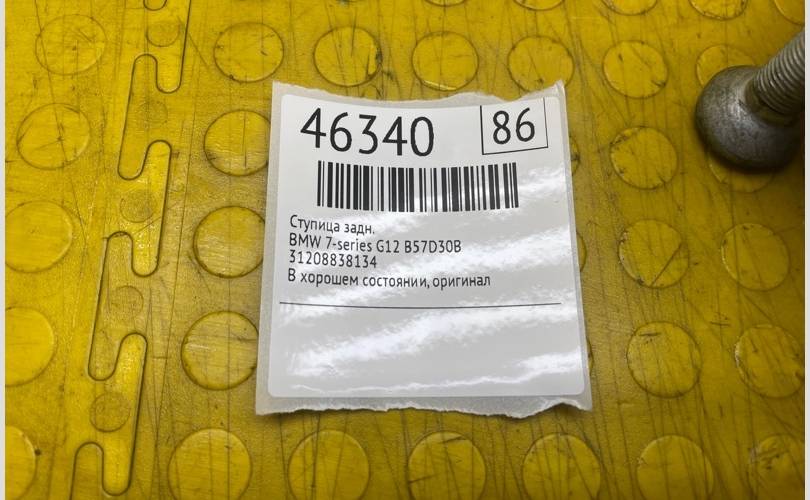 46340
86
Ступица задн.
BMW 7-series G12 B57D30B
31208838134
В хорошем состоянии, оригинал